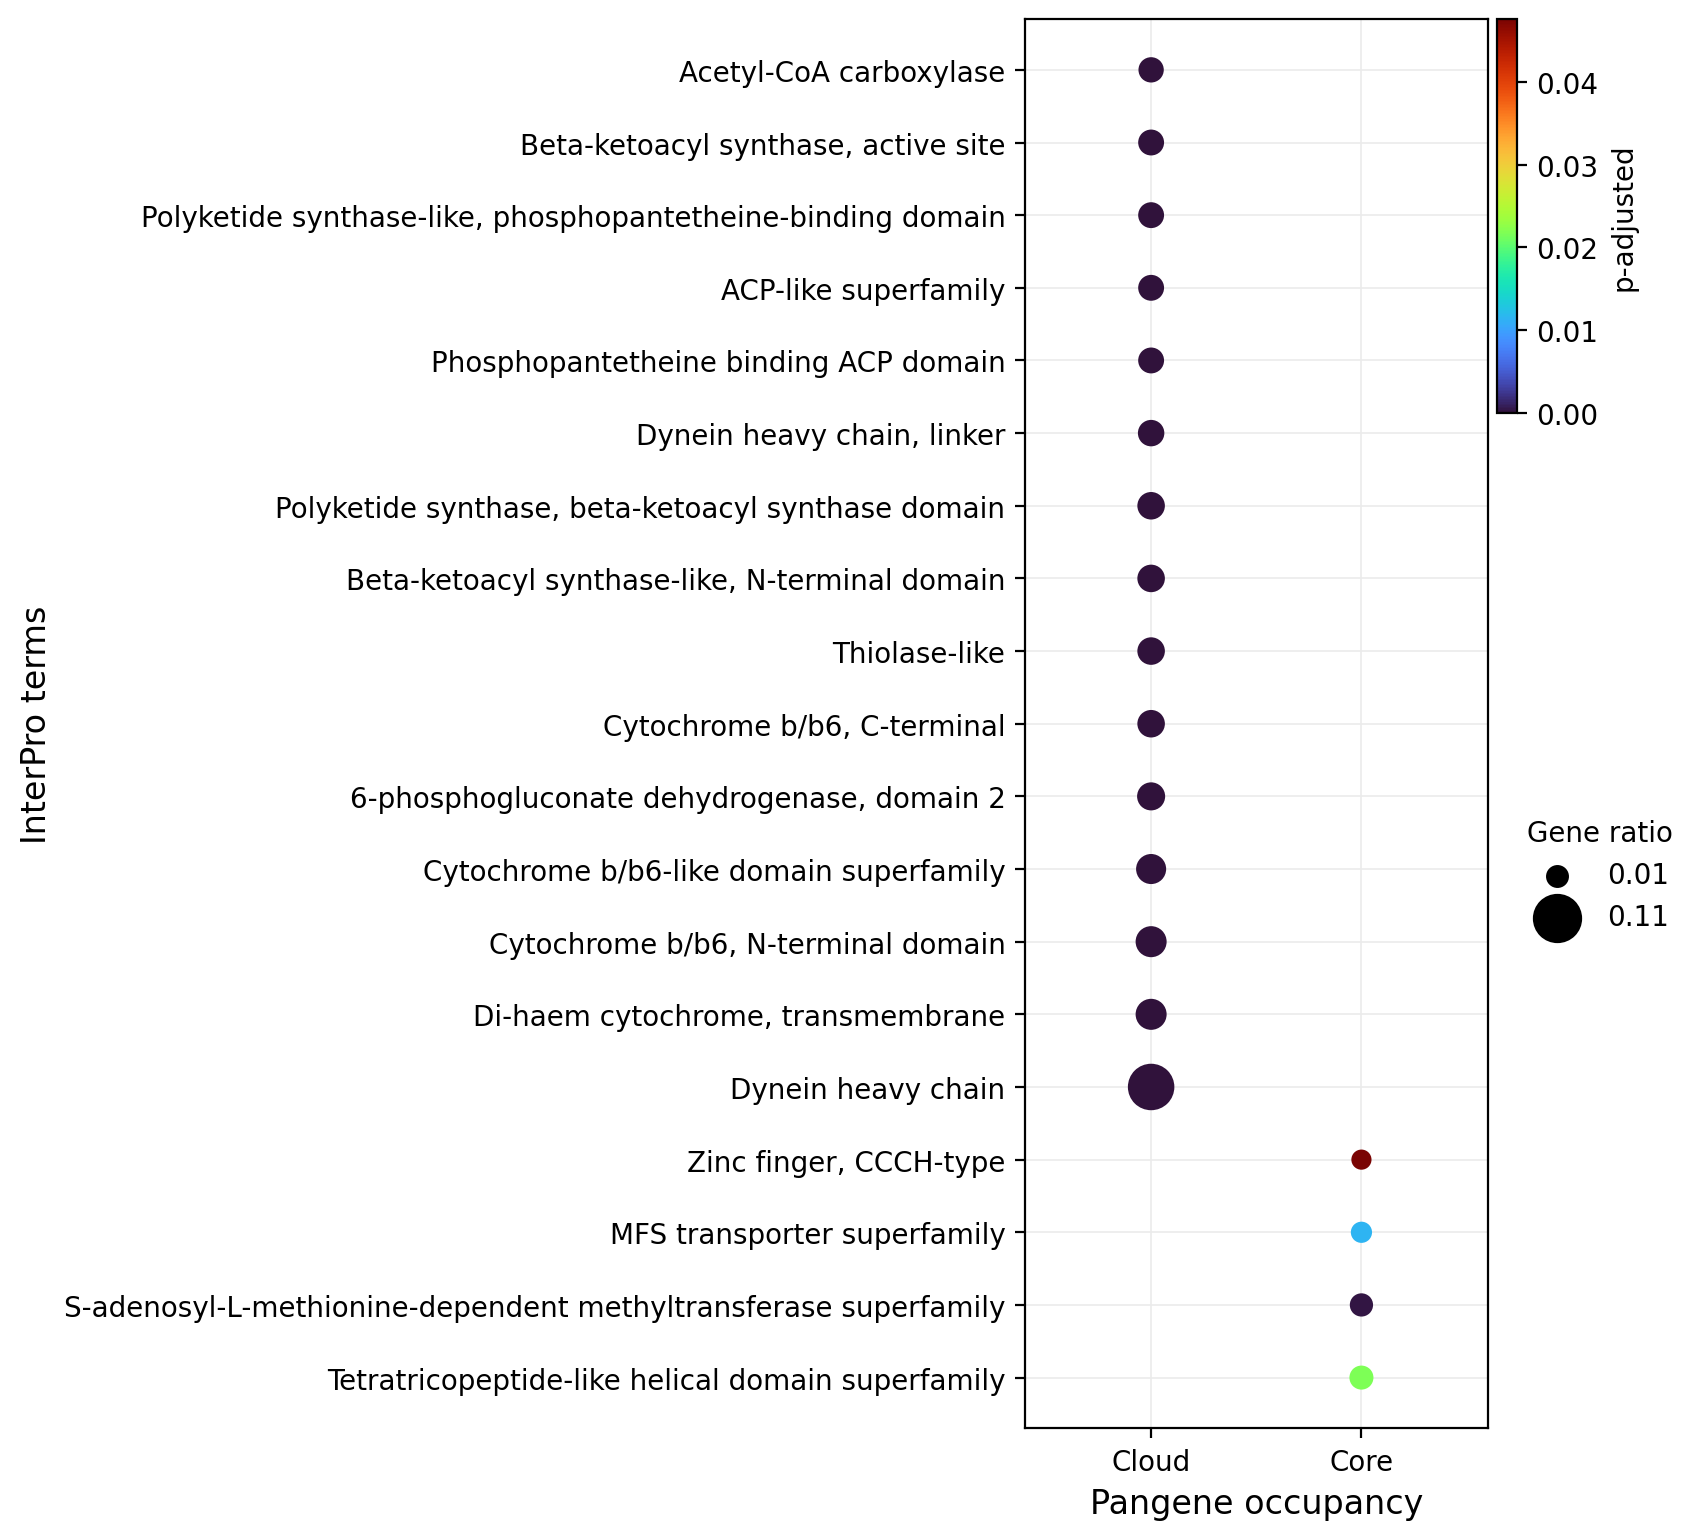 Acetyl-CoA carboxylase
Beta-ketoacyl synthase, active site
Polyketide synthase-like, phosphopantetheine-binding domain
ACP-like superfamily
Phosphopantetheine binding ACP domain
Dynein heavy chain, linker
Polyketide synthase, beta-ketoacyl synthase domain
Beta-ketoacyl synthase-like, N-terminal domain
Thiolase-like
Cytochrome b/b6, C-terminal
6-phosphogluconate dehydrogenase, domain 2
Cytochrome b/b6-like domain superfamily
Cytochrome b/b6, N-terminal domain
Di-haem cytochrome, transmembrane
Dynein heavy chain
Zinc finger, CCCH-type
MFS transporter superfamily
S-adenosyl-L-methionine-dependent methyltransferase superfamily
Tetratricopeptide-like helical domain superfamily
InterPro terms
Cloud
Core
Pangene occupancy
0.04
0.03
0.02
0.01
0.00
p-adjusted
Gene ratio
0.01
0.11